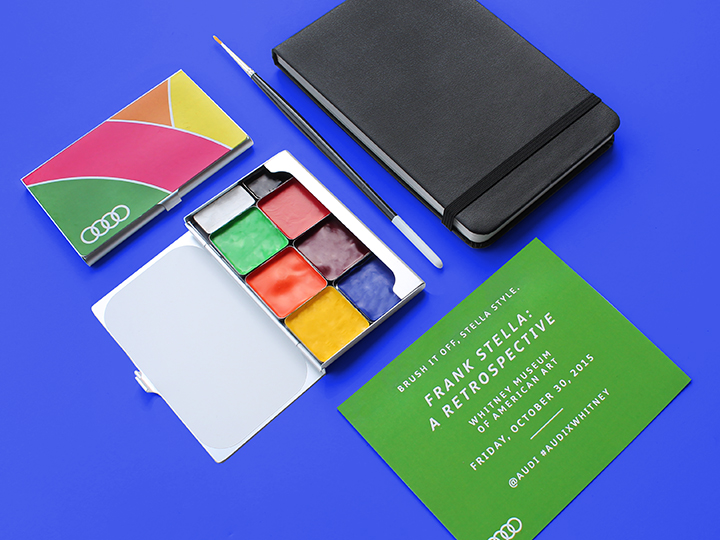 BRUSH IT OFF, STELLA STYLE.
FRANK STELLA:
A RETROSPECTIVE
WHITNEY MUSEUM
OF AMERICAN ART
FRIDAY, OCTOBER 30, 2015
@AUDI #AUDIXWHITNEY